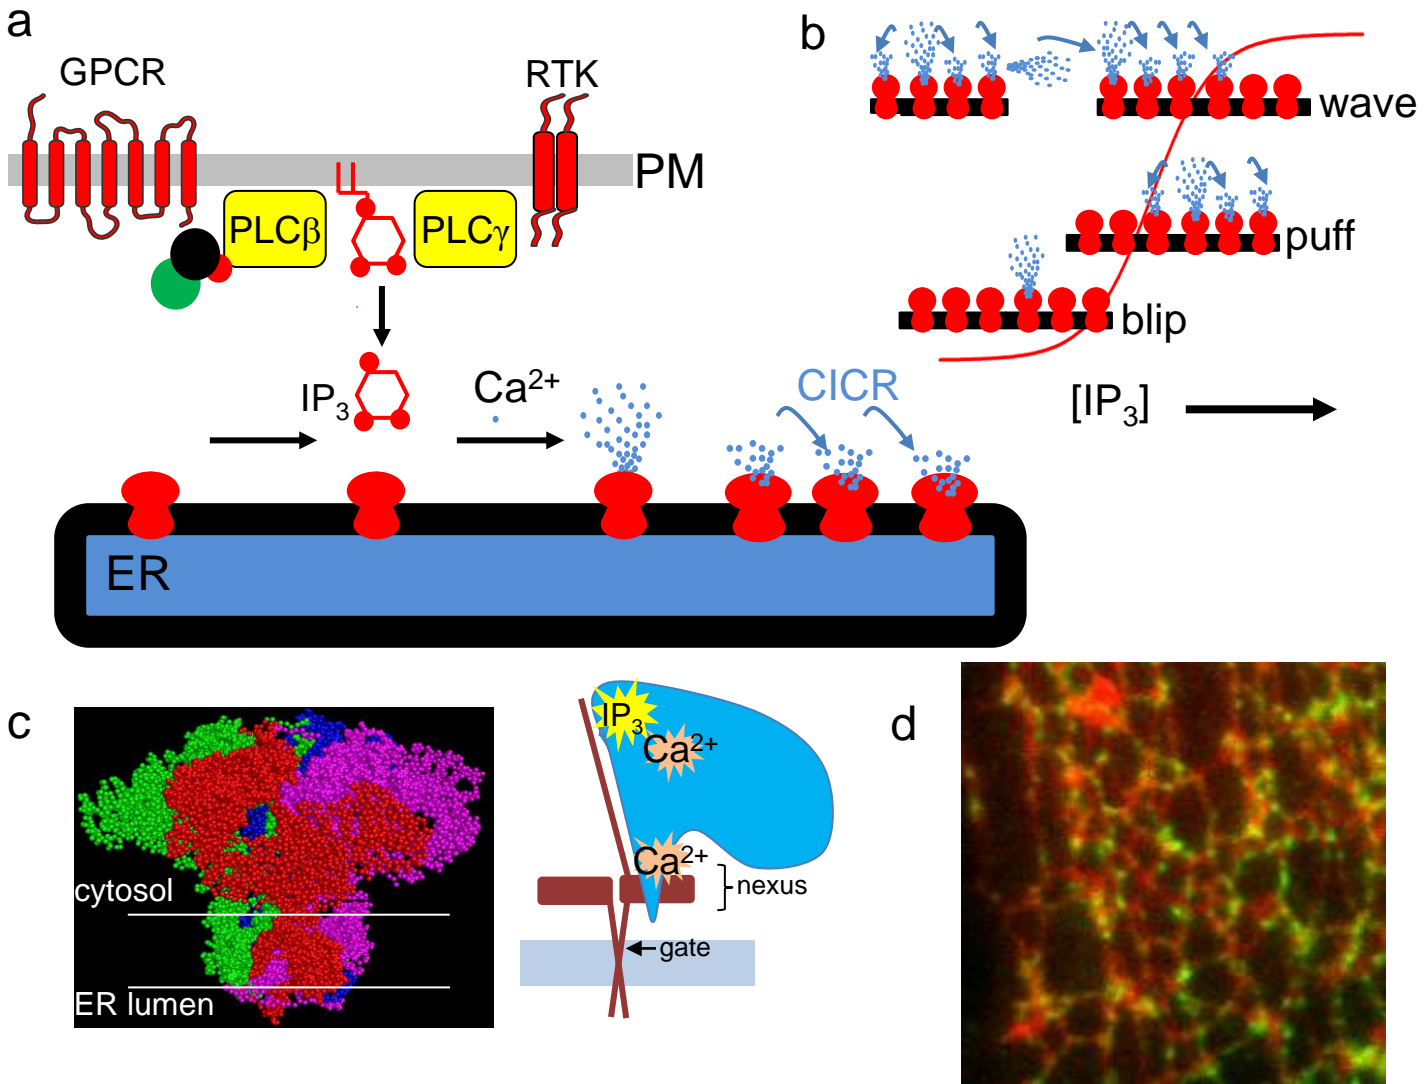 a
GPCR
RTK
PM
PLCβ
PLCγ
IP₃
Ca²⁺
CICR
ER
b
wave
puff
blip
[IP₃]
c
cytosol
ER lumen
IP₃
Ca²⁺
Ca²⁺
nexus
gate
d